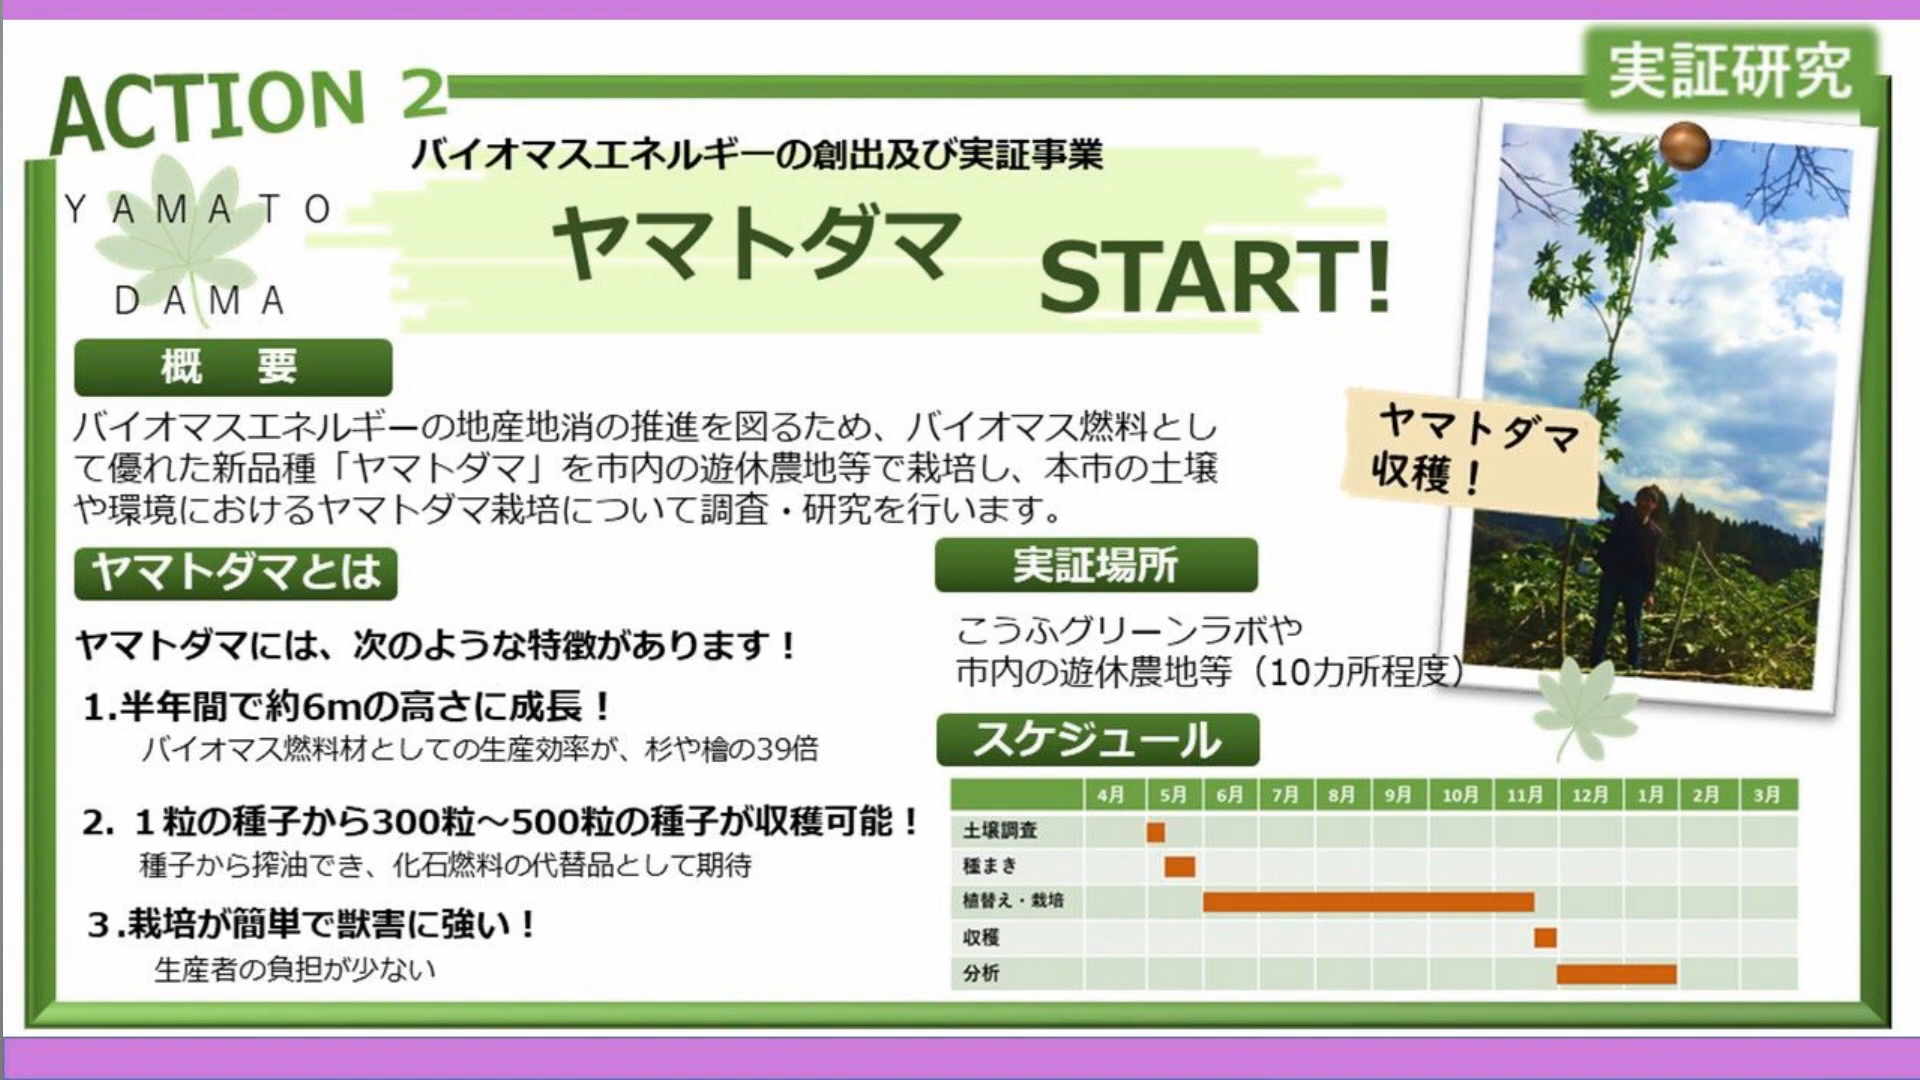 実証研究
ACTION 2
YAMATO
DAMA
バイオマスエネルギーの創出及び実証事業
ヤマトダマ START!
概　要
バイオマスエネルギーの地産地消の推進を図るため、バイオマス燃料とし
て優れた新品種「ヤマトダマ」を市内の遊休農地等で栽培し、本市の土壌
や環境におけるヤマトダマ栽培について調査・研究を行います。
ヤマトダマ
収穫！
ヤマトダマとは
ヤマトダマには、次のような特徴があります！
1.半年間で約6mの高さに成長！
バイオマス燃料材としての生産効率が、杉や檜の39倍
2. １粒の種子から300粒～500粒の種子が収穫可能！
種子から搾油でき、化石燃料の代替品として期待
３.栽培が簡単で獣害に強い！
生産者の負担が少ない
実証場所
こうふグリーンラボや
市内の遊休農地等（10カ所程度）
スケジュール
4月 5月 6月 7月 8月 9月 10月 11月 12月 1月 2月 3月
土壌調査
種まき
植替え・栽培
収穫
分析